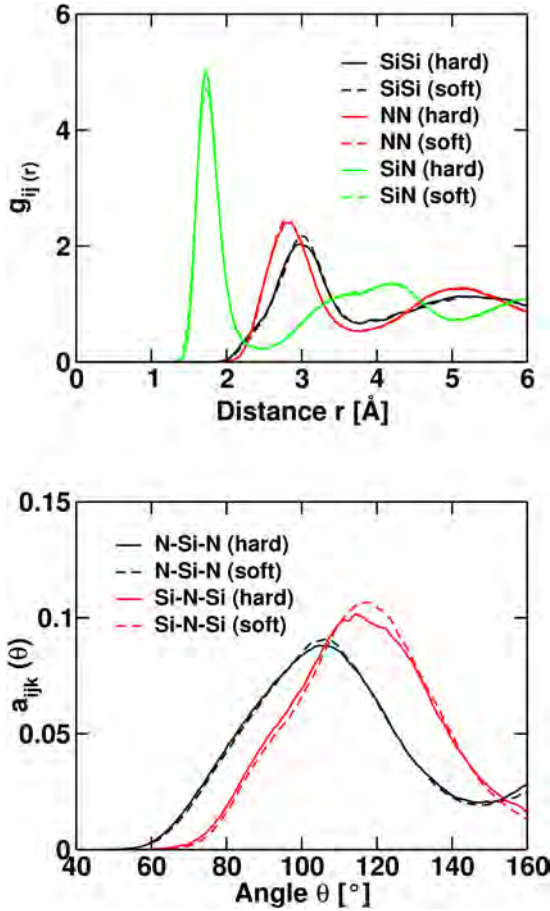 6
4
2
0
g ij (r)
SiSi (hard)
SiSi (soft)
NN (hard)
NN (soft)
SiN (hard)
SiN (soft)
0 1 2 3 4 5 6
Distance r [Å]
0.15
0.1
0.05
0
a ijk (θ)
N-Si-N (hard)
N-Si-N (soft)
Si-N-Si (hard)
Si-N-Si (soft)
40 60 80 100 120 140 160
Angle θ [°]